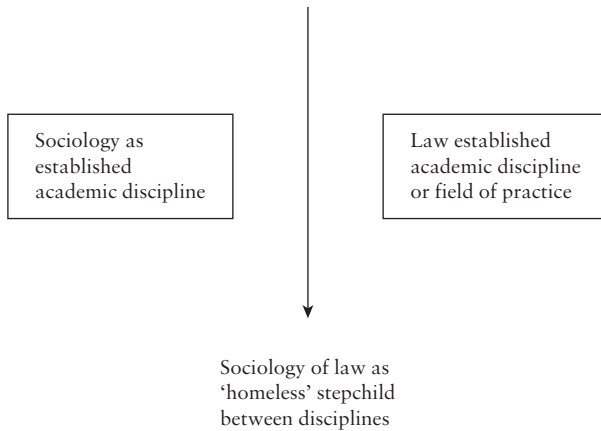 Sociology as
established
academic discipline
Law established
academic discipline
or field of practice
Sociology of law as
‘homeless’ stepchild
between disciplines